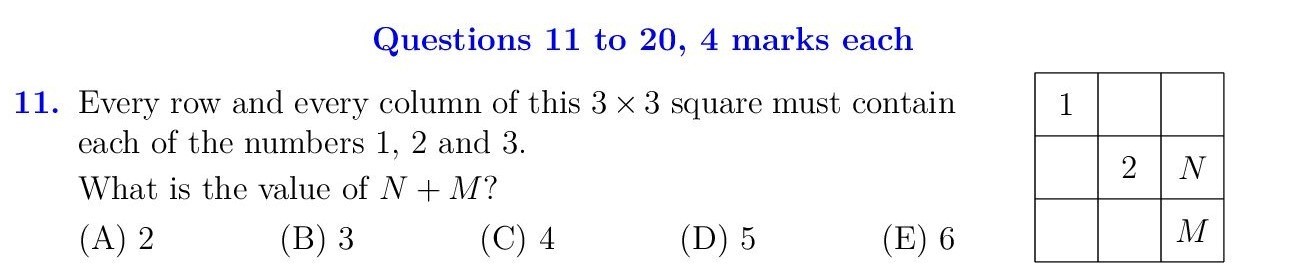 Questions 11 to 20, 4 marks each
11. Every row and every column of this 3 × 3 square must contain
each of the numbers 1, 2 and 3.
What is the value of N + M?
(A) 2 (B) 3 (C) 4 (D) 5 (E) 6
1
2 N
M